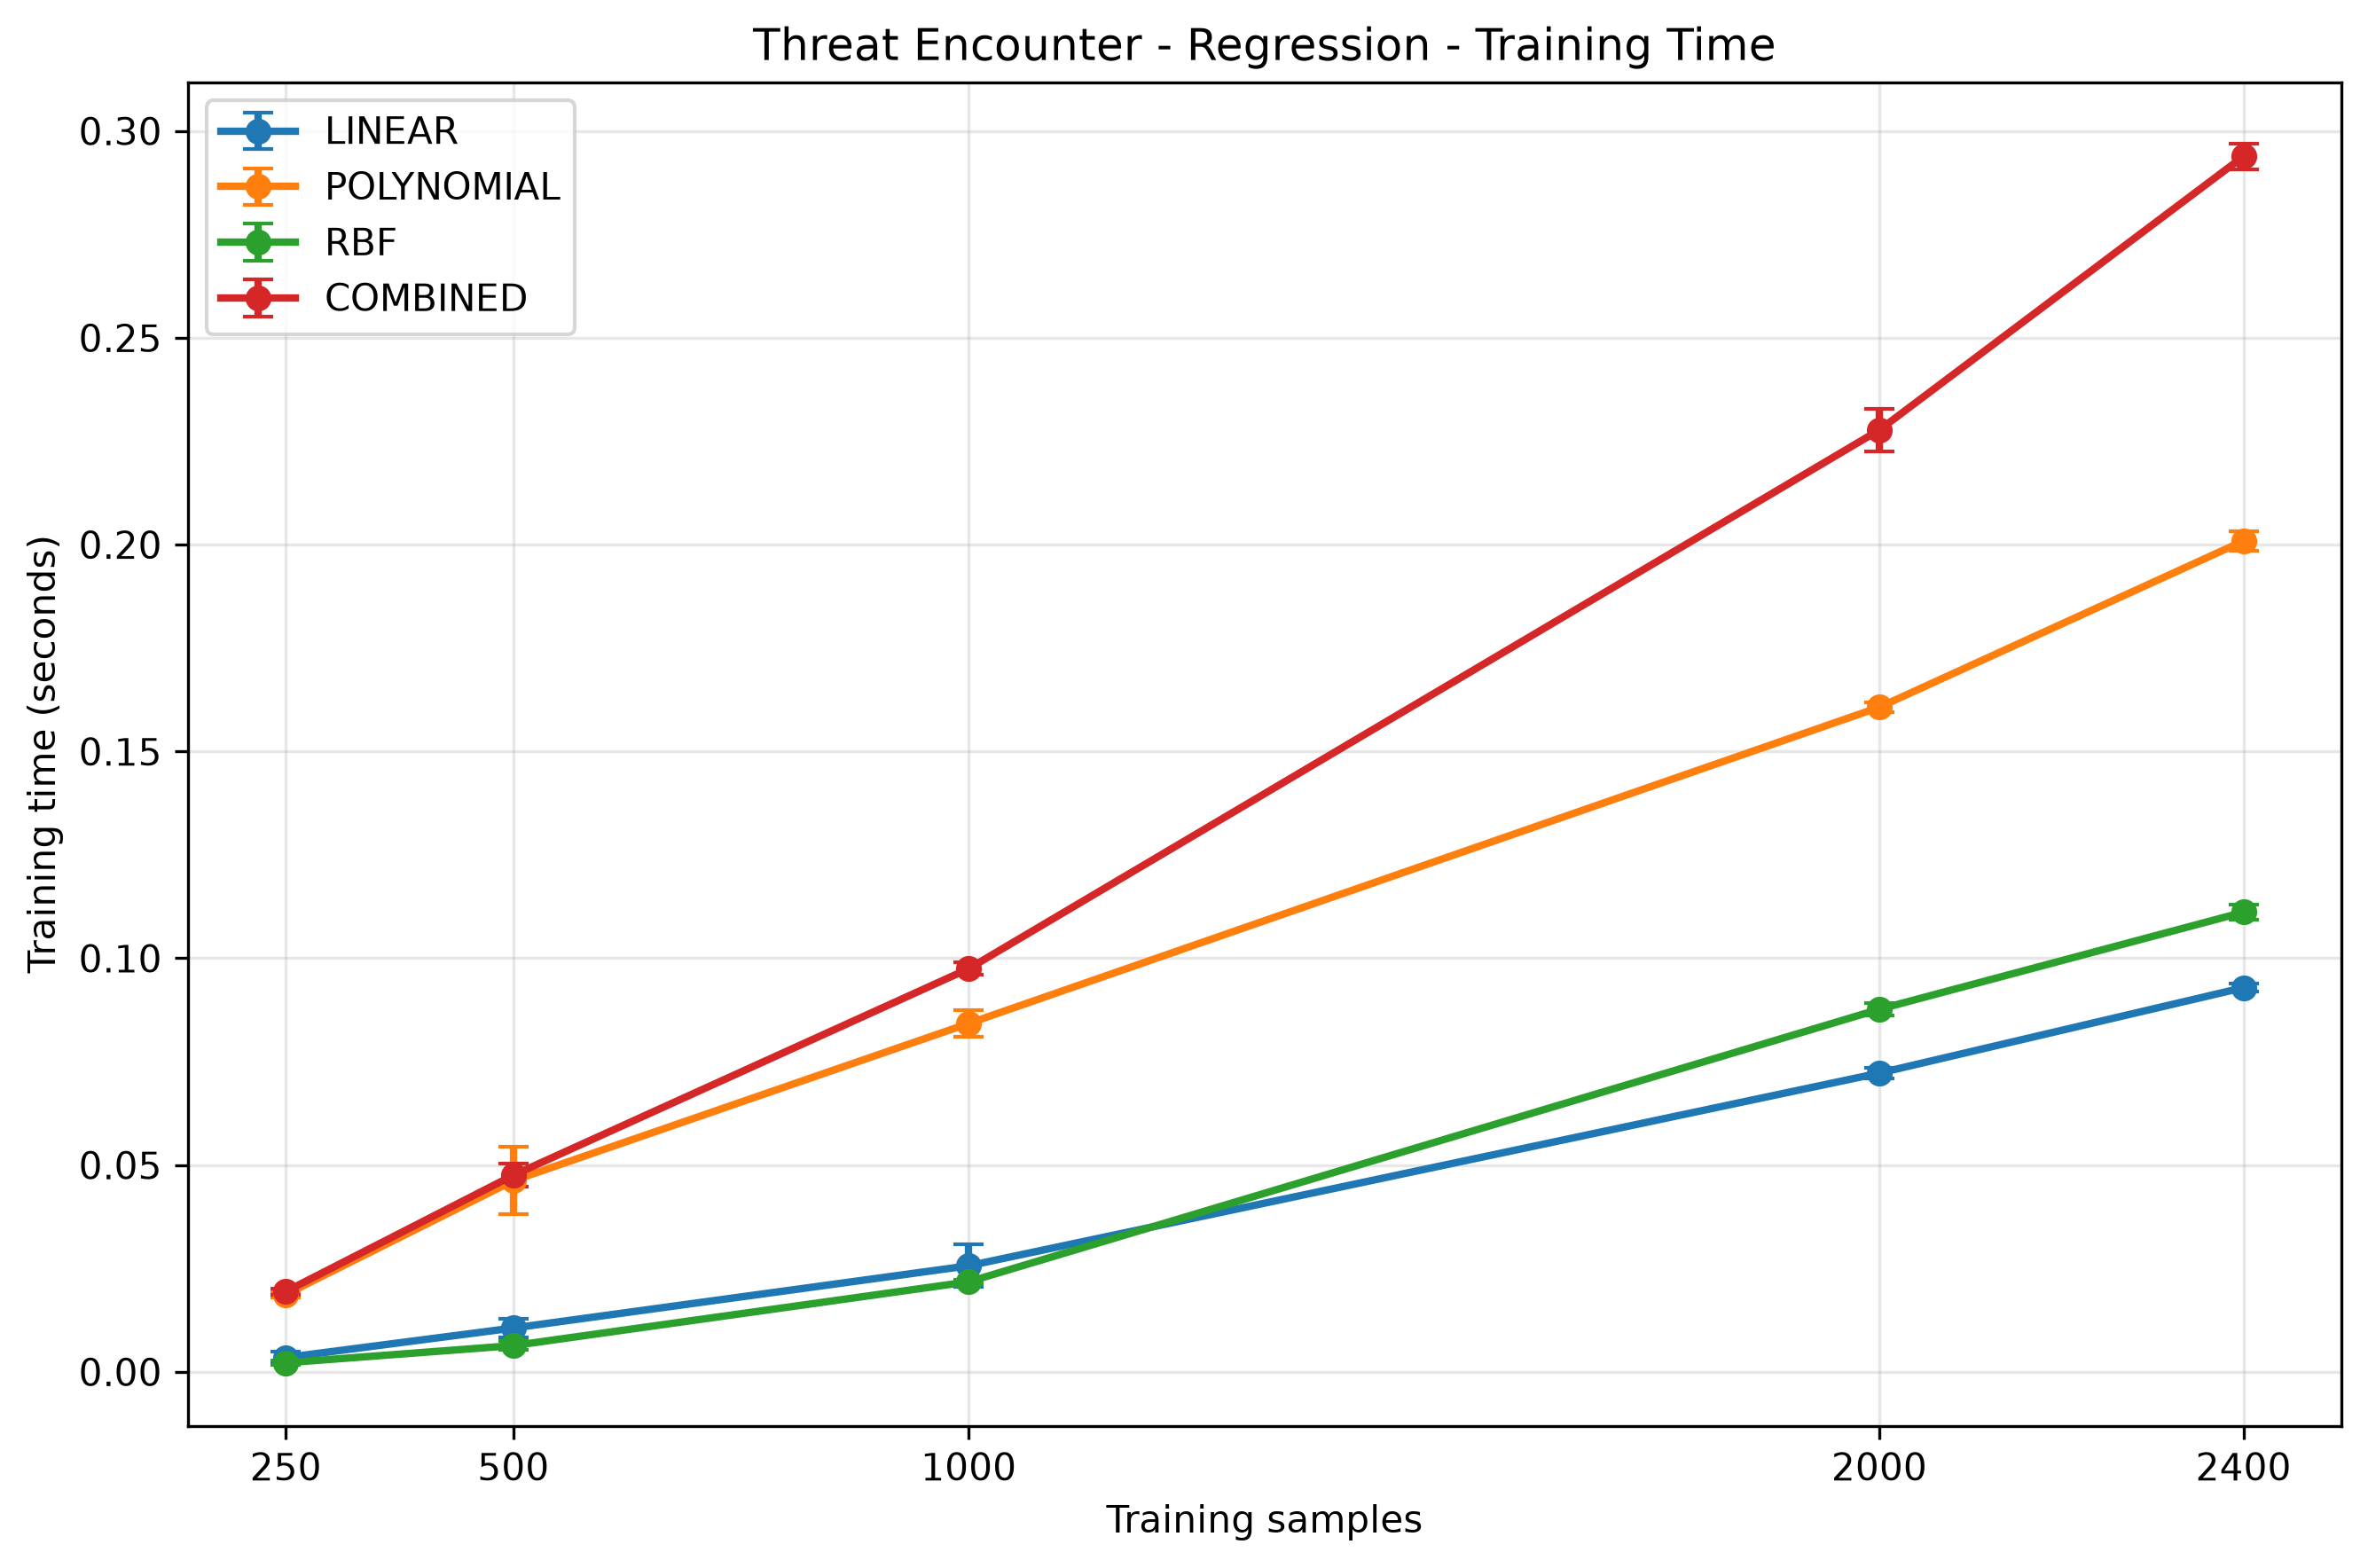 Threat Encounter - Regression - Training Time
LINEAR
POLYNOMIAL
RBF
COMBINED
0.30
0.25
0.20
0.15
0.10
0.05
0.00
Training time (seconds)
250 500 1000 2000 2400
Training samples